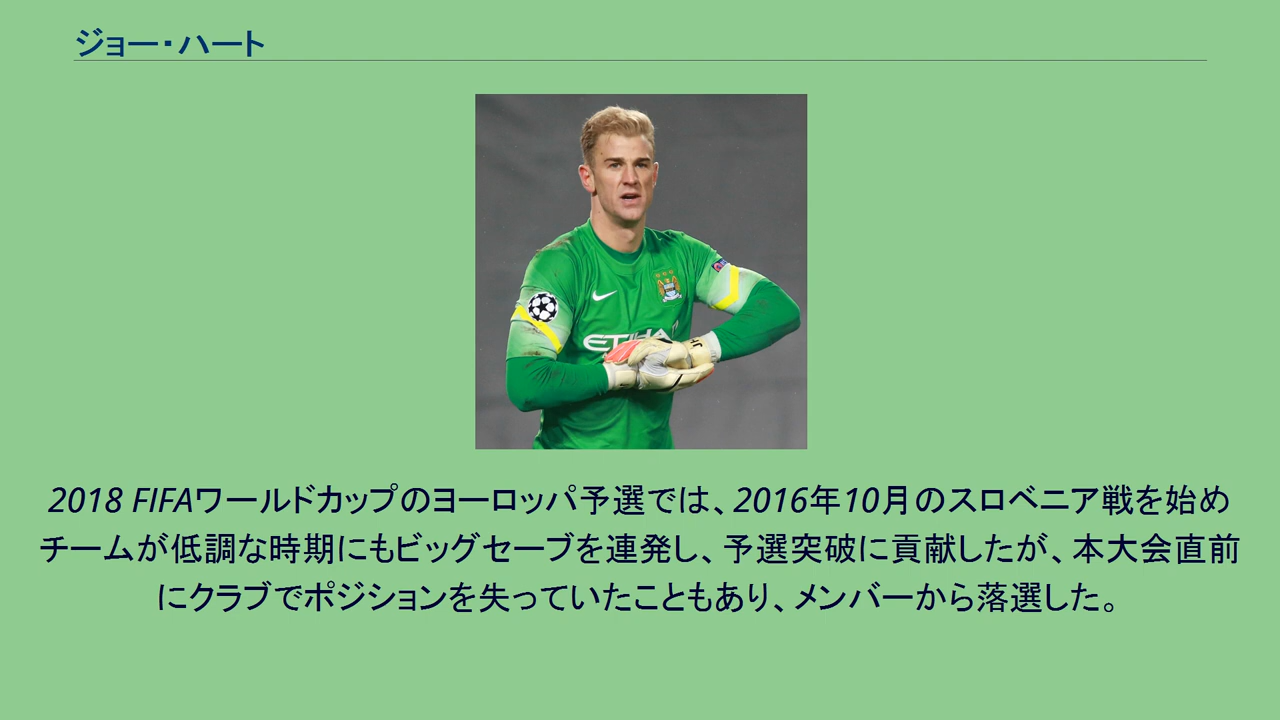 ジョー・ハート
ETIHA
JH
2018 FIFAワールドカップのヨーロッパ予選では、2016年10月のスロベニア戦を始め
チームが低調な時期にもビッグセーブを連発し、予選突破に貢献したが、本大会直前
にクラブでポジションを失っていたこともあり、メンバーから落選した。